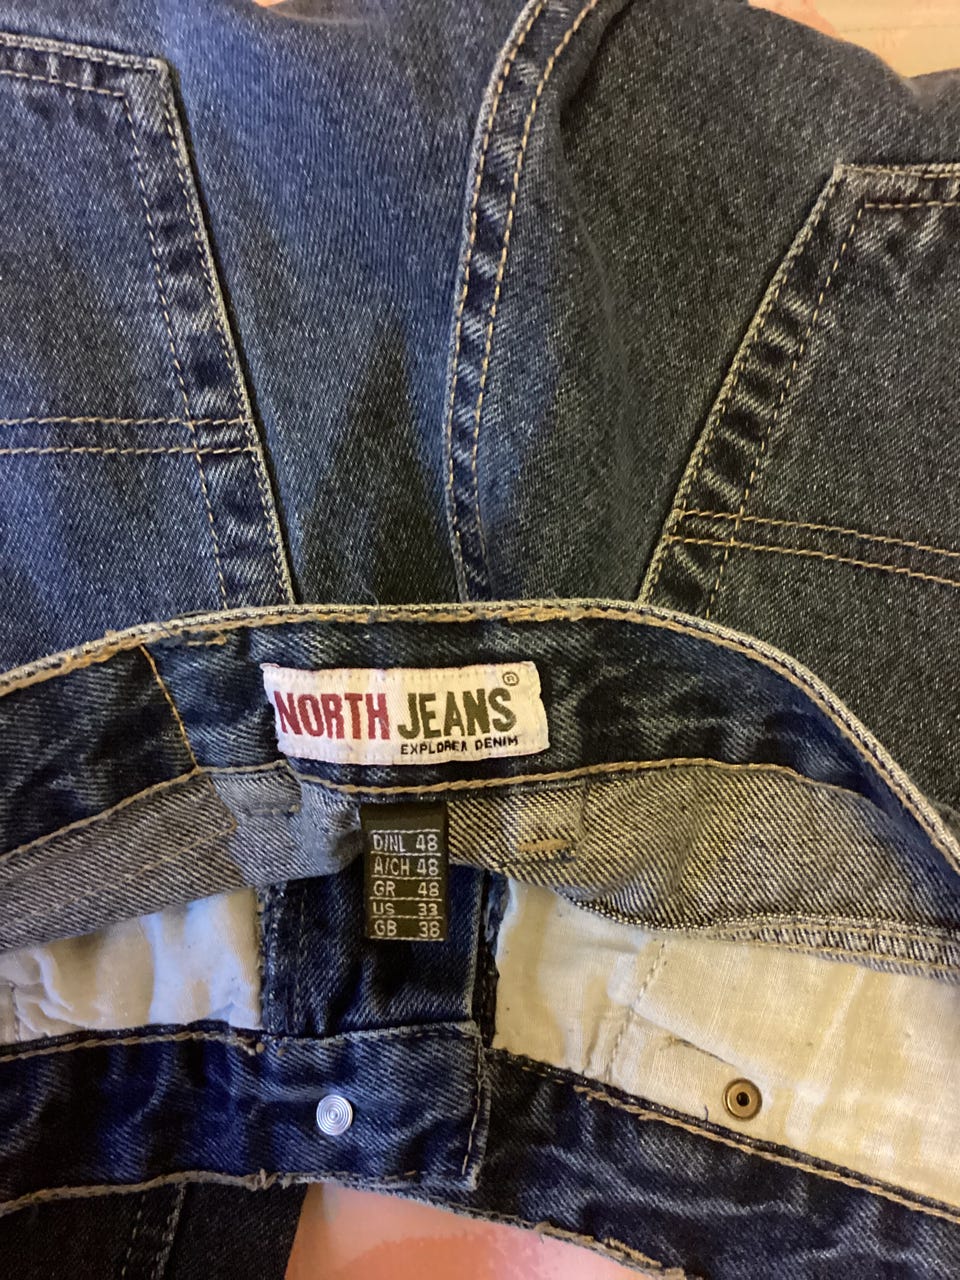 NORTH JEANS®
EXPLORER DENIM
D/NL 48
A/CH 48
GR 48
US 33
GB 38